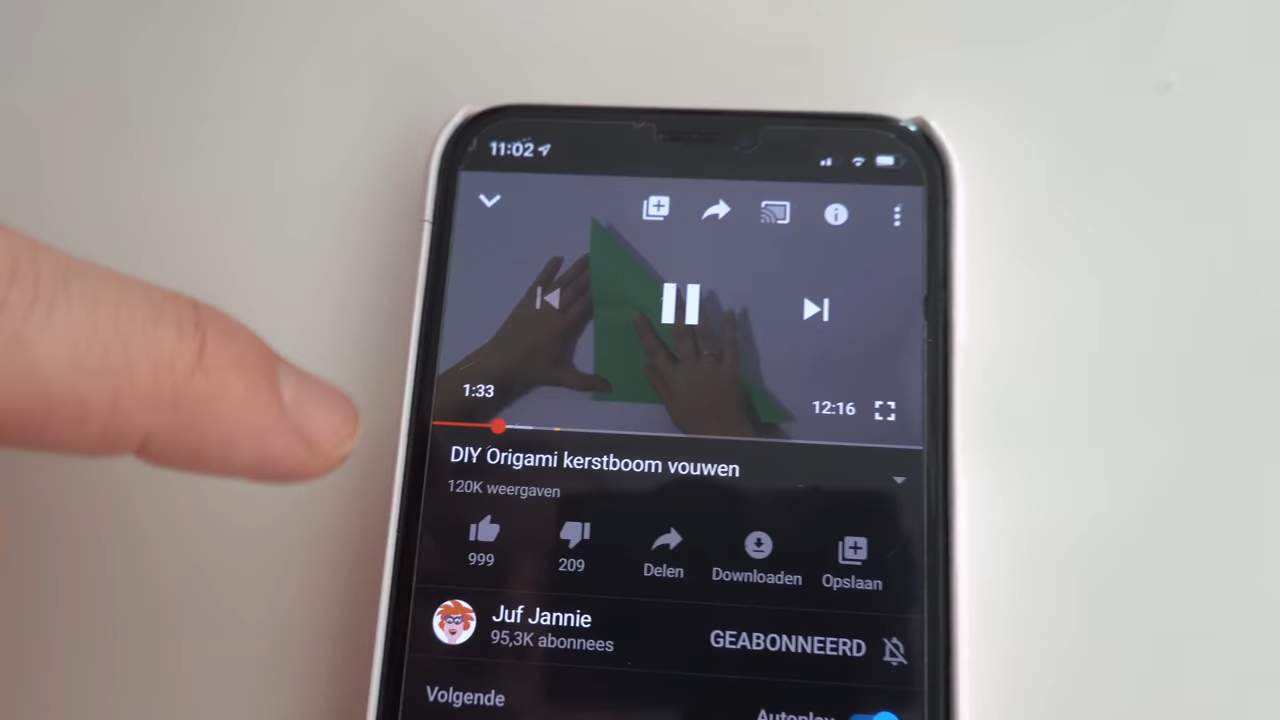 11:02
1:33
12:16
DIY Origami kerstboom vouwen
120K weergaven
999
209
Delen
Downloaden
Opslaan
Juf Jannie
95,3K abonnees
GEABONNEERD
Volgende
Autoplay